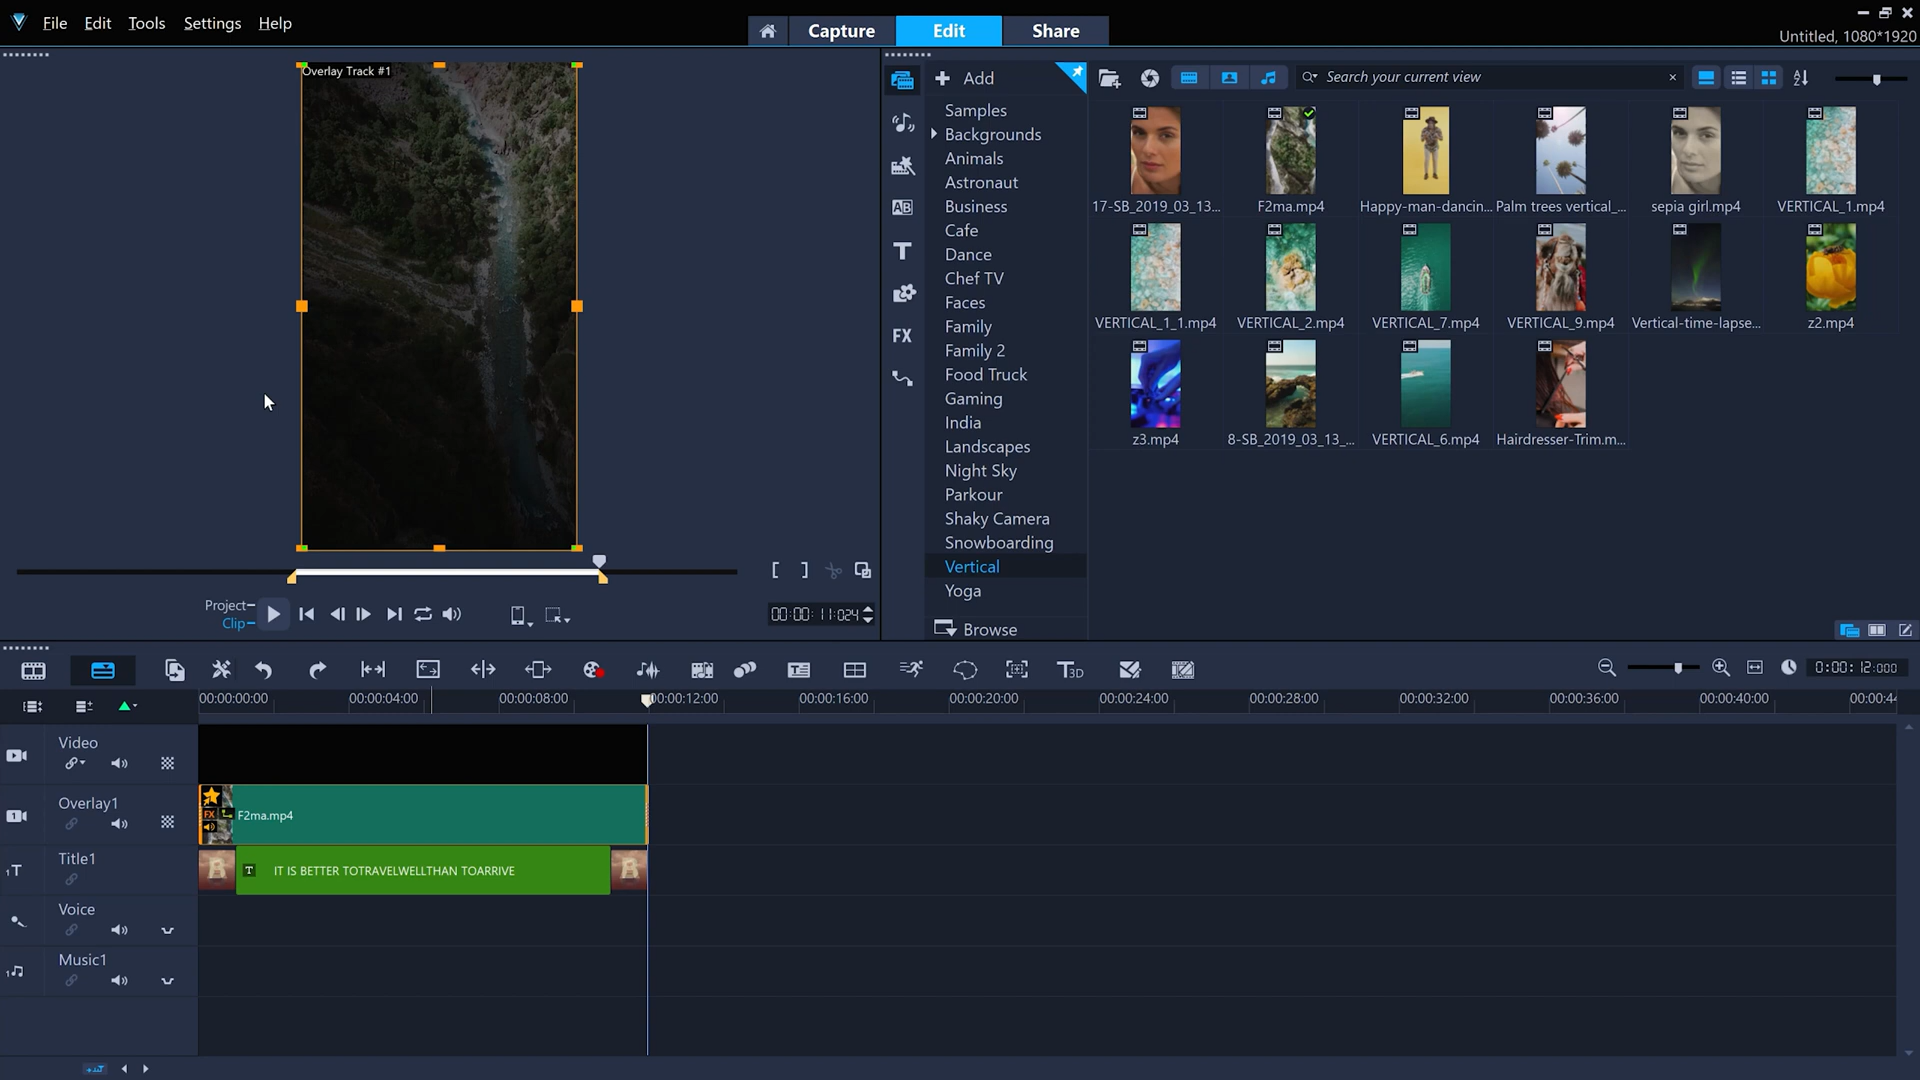 File Edit Tools Settings Help
Capture Edit Share
Untitled, 1080*1920
Overlay Track #1
Add
Search your current view
Samples
Backgrounds
Animals
Astronaut
Business
Cafe
Dance
Chef TV
Faces
Family
Family 2
Food Truck
Gaming
India
Landscapes
Night Sky
Parkour
Shaky Camera
Snowboarding
Vertical
Yoga
Browse
AB
T
FX
17-SB_2019_03_13... F2ma.mp4 Happy-man-dancin... Palm trees vertical_... sepia girl.mp4 VERTICAL_1.mp4
VERTICAL_1_1.mp4 VERTICAL_2.mp4 VERTICAL_7.mp4 VERTICAL_9.mp4 Vertical-time-lapse... z2.mp4
z3.mp4 8-SB_2019_03_13_... VERTICAL_6.mp4 Hairdresser-Trim.m...
Project
Clip
00:00:11:024
T3D
0:00:12:000
00:00:00:00 00:00:04:00 00:00:08:00 00:00:12:00 00:00:16:00 00:00:20:00 00:00:24:00 00:00:28:00 00:00:32:00 00:00:36:00 00:00:40:00 00:00:44
Video
Overlay1
FX
F2ma.mp4
1T
Title1
B
T
IT IS BETTER TOTRAVELWELLTHAN TOARRIVE
B
Voice
Music1